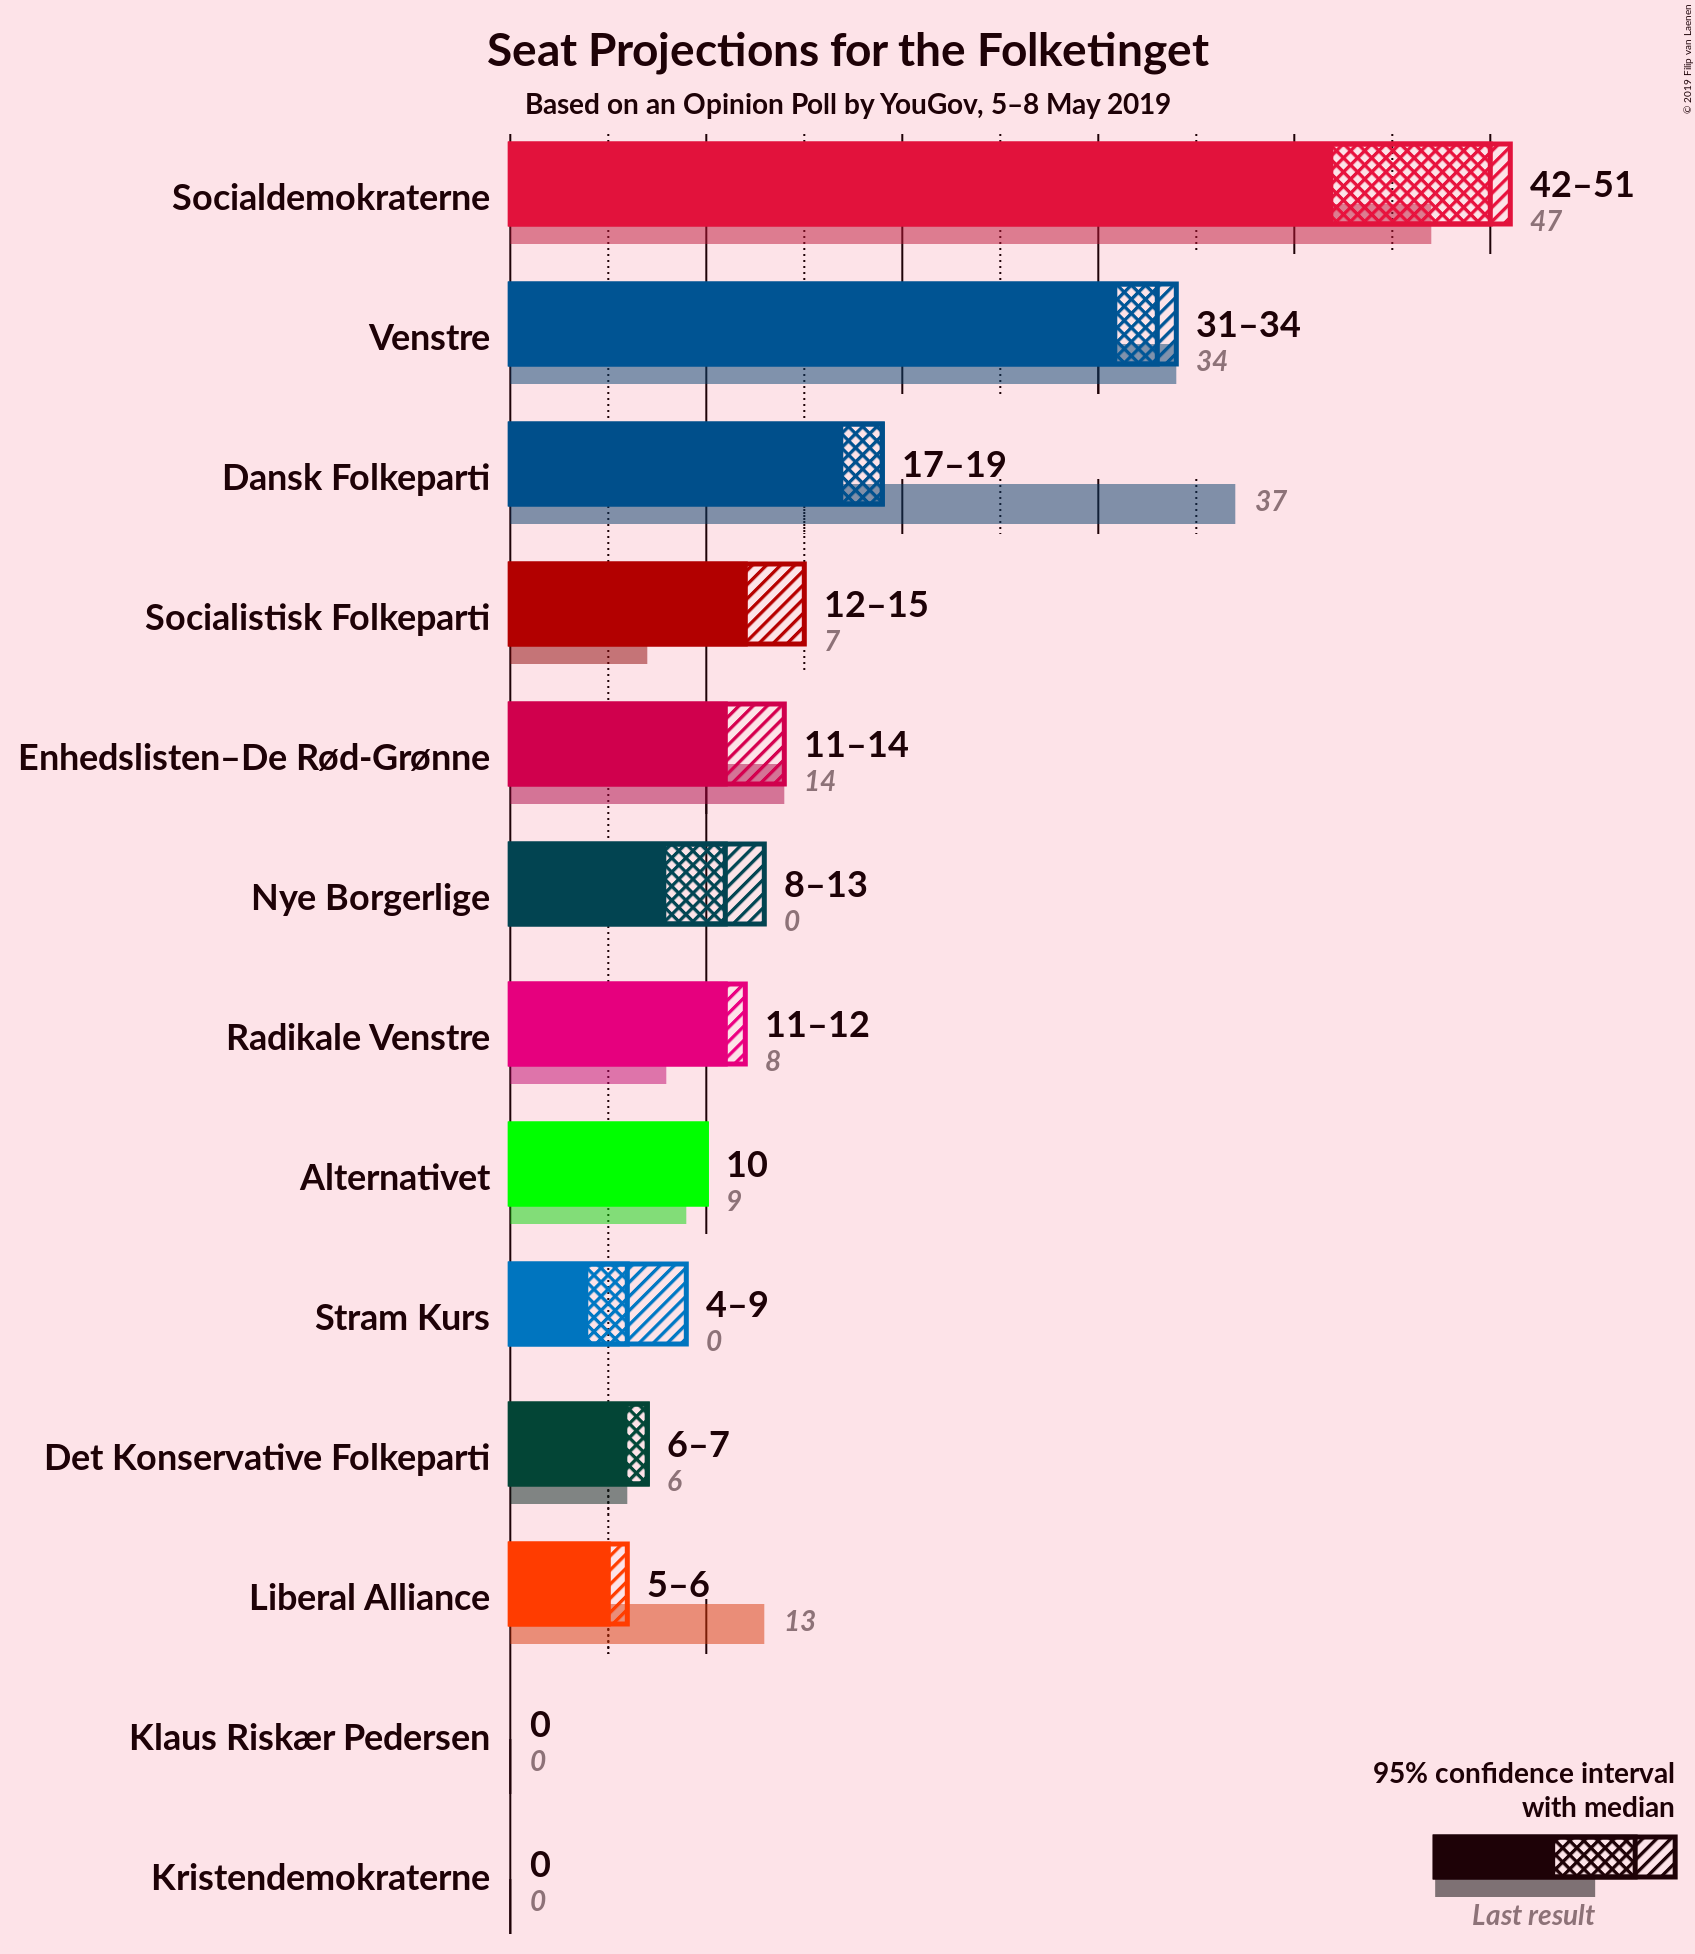 Seat Projections for the Folketinget
Based on an Opinion Poll by YouGov, 5–8 May 2019
© 2019 Filip van Laenen
Socialdemokraterne
42–51
47
Venstre
31–34
34
Dansk Folkeparti
17–19
37
Socialistisk Folkeparti
12–15
7
Enhedslisten–De Rød-Grønne
11–14
14
Nye Borgerlige
8–13
0
Radikale Venstre
11–12
8
Alternativet
10
9
Stram Kurs
4–9
0
Det Konservative Folkeparti
6–7
6
Liberal Alliance
5–6
13
Klaus Riskær Pedersen
0
0
Kristendemokraterne
0
0
95% confidence interval
with median
Last result